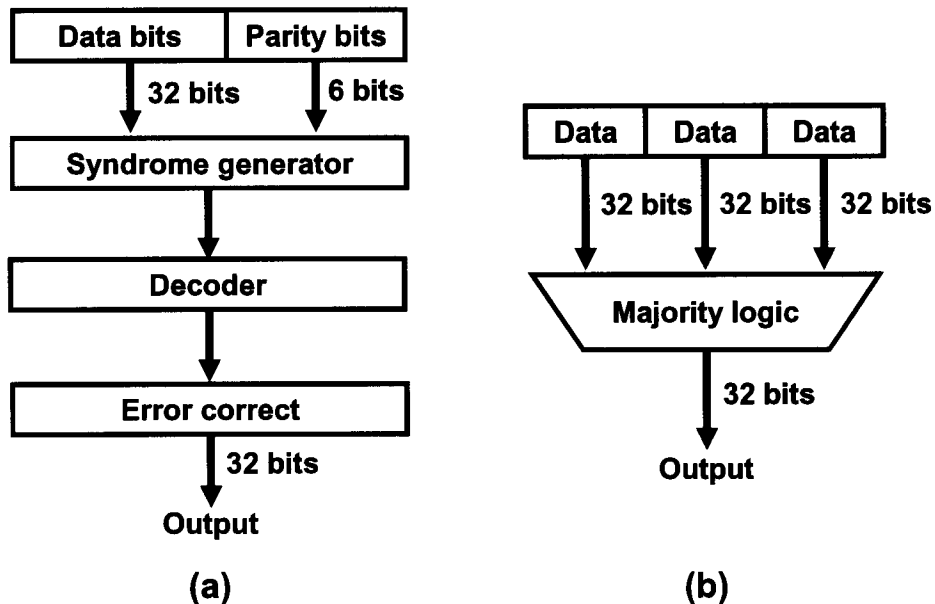 Data bits
Parity bits
32 bits
6 bits
Syndrome generator
Decoder
Error correct
32 bits
Output
(a)
Data
Data
Data
32 bits
32 bits
32 bits
Majority logic
32 bits
Output
(b)